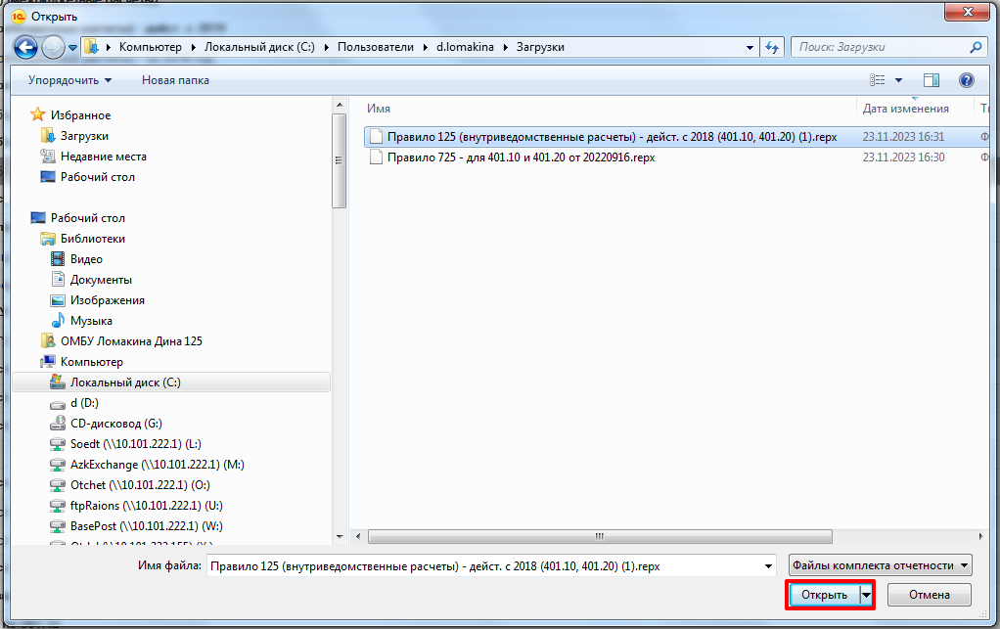 Открыть
Компьютер Локальный диск (C:) Пользователи d.lomakina Загрузки
Поиск: Загрузки
Упорядочить Новая папка
Избранное
Загрузки
Недавние места
Рабочий стол
Рабочий стол
Библиотеки
Видео
Документы
Изображения
Музыка
ОМБУ Ломакина Дина 125
Компьютер
Локальный диск (C:)
d (D:)
CD-дисковод (G:)
Soedt (\\10.101.222.1) (L:)
AzkExchange (\\10.101.222.1) (M:)
Otchet (\\10.101.222.1) (O:)
ftpRaions (\\10.101.222.1) (U:)
BasePost (\\10.101.222.1) (W:)
Имя Дата изменения
Правило 125 (внутриведомственные расчеты) - дейст. с 2018 (401.10, 401.20) (1).repx 23.11.2023 16:31
Правило 725 - для 401.10 и 401.20 от 20220916.repx 23.11.2023 16:30
Имя файла: Правило 125 (внутриведомственные расчеты) - дейст. с 2018 (401.10, 401.20) (1).repx
Файлы комплекта отчетности
Открыть
Отмена